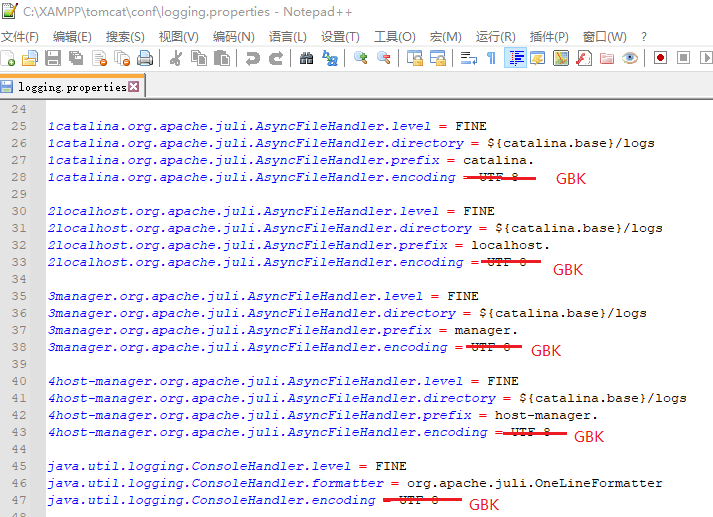 C:\XAMPP\tomcat\conf\logging.properties - Notepad++
文件(F) 编辑(E) 搜索(S) 视图(V) 编码(N) 语言(L) 设置(T) 工具(O) 宏(M) 运行(R) 插件(P) 窗口(W) ?
logging.properties
24
25 1catalina.org.apache.juli.AsyncFileHandler.level = FINE
26 1catalina.org.apache.juli.AsyncFileHandler.directory = ${catalina.base}/logs
27 1catalina.org.apache.juli.AsyncFileHandler.prefix = catalina.
28 1catalina.org.apache.juli.AsyncFileHandler.encoding = UTF-8 GBK
29
30 2localhost.org.apache.juli.AsyncFileHandler.level = FINE
31 2localhost.org.apache.juli.AsyncFileHandler.directory = ${catalina.base}/logs
32 2localhost.org.apache.juli.AsyncFileHandler.prefix = localhost.
33 2localhost.org.apache.juli.AsyncFileHandler.encoding = UTF-8 GBK
34
35 3manager.org.apache.juli.AsyncFileHandler.level = FINE
36 3manager.org.apache.juli.AsyncFileHandler.directory = ${catalina.base}/logs
37 3manager.org.apache.juli.AsyncFileHandler.prefix = manager.
38 3manager.org.apache.juli.AsyncFileHandler.encoding = UTF-8 GBK
39
40 4host-manager.org.apache.juli.AsyncFileHandler.level = FINE
41 4host-manager.org.apache.juli.AsyncFileHandler.directory = ${catalina.base}/logs
42 4host-manager.org.apache.juli.AsyncFileHandler.prefix = host-manager.
43 4host-manager.org.apache.juli.AsyncFileHandler.encoding = UTF-8 GBK
44
45 java.util.logging.ConsoleHandler.level = FINE
46 java.util.logging.ConsoleHandler.formatter = org.apache.juli.OneLineFormatter
47 java.util.logging.ConsoleHandler.encoding = UTF-8 GBK